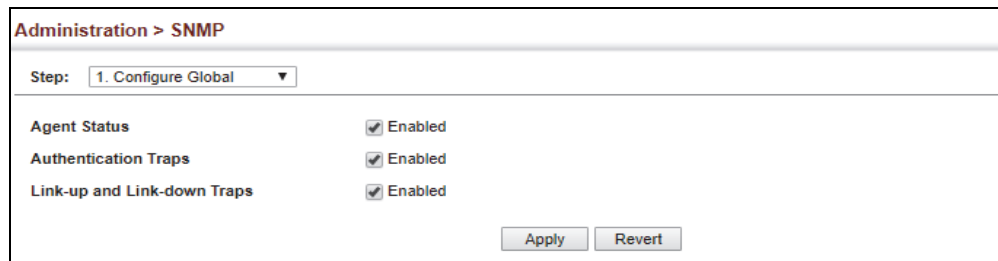 Administration > SNMP
Step: 1. Configure Global
Agent Status Enabled
Authentication Traps Enabled
Link-up and Link-down Traps Enabled
Apply Revert